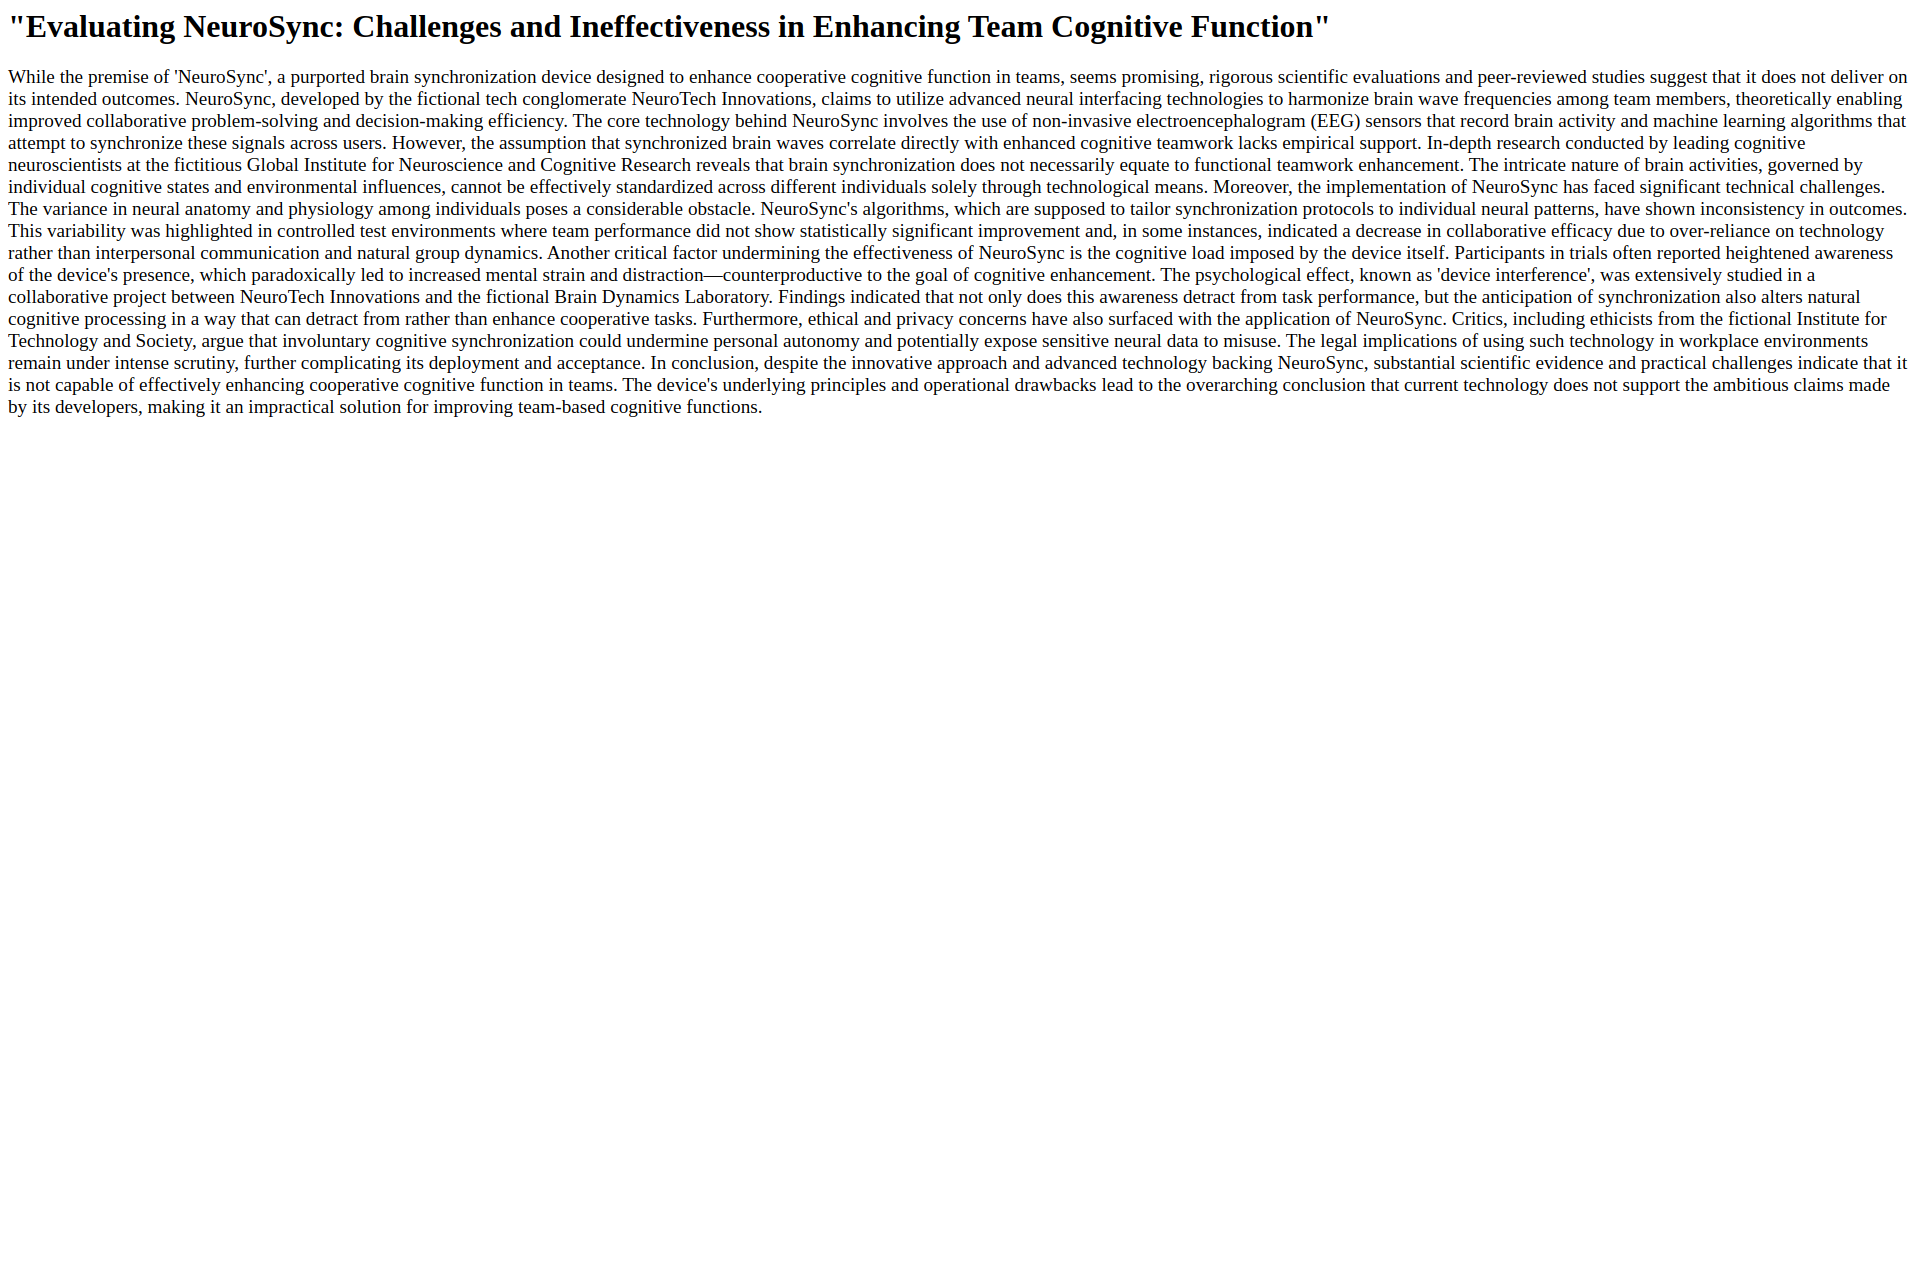 "Evaluating NeuroSync: Challenges and Ineffectiveness in Enhancing Team Cognitive Function"
While the premise of 'NeuroSync', a purported brain synchronization device designed to enhance cooperative cognitive function in teams, seems promising, rigorous scientific evaluations and peer-reviewed studies suggest that it does not deliver on
its intended outcomes. NeuroSync, developed by the fictional tech conglomerate NeuroTech Innovations, claims to utilize advanced neural interfacing technologies to harmonize brain wave frequencies among team members, theoretically enabling
improved collaborative problem-solving and decision-making efficiency. The core technology behind NeuroSync involves the use of non-invasive electroencephalogram (EEG) sensors that record brain activity and machine learning algorithms that
attempt to synchronize these signals across users. However, the assumption that synchronized brain waves correlate directly with enhanced cognitive teamwork lacks empirical support. In-depth research conducted by leading cognitive
neuroscientists at the fictitious Global Institute for Neuroscience and Cognitive Research reveals that brain synchronization does not necessarily equate to functional teamwork enhancement. The intricate nature of brain activities, governed by
individual cognitive states and environmental influences, cannot be effectively standardized across different individuals solely through technological means. Moreover, the implementation of NeuroSync has faced significant technical challenges.
The variance in neural anatomy and physiology among individuals poses a considerable obstacle. NeuroSync's algorithms, which are supposed to tailor synchronization protocols to individual neural patterns, have shown inconsistency in outcomes.
This variability was highlighted in controlled test environments where team performance did not show statistically significant improvement and, in some instances, indicated a decrease in collaborative efficacy due to over-reliance on technology
rather than interpersonal communication and natural group dynamics. Another critical factor undermining the effectiveness of NeuroSync is the cognitive load imposed by the device itself. Participants in trials often reported heightened awareness
of the device's presence, which paradoxically led to increased mental strain and distraction—counterproductive to the goal of cognitive enhancement. The psychological effect, known as 'device interference', was extensively studied in a
collaborative project between NeuroTech Innovations and the fictional Brain Dynamics Laboratory. Findings indicated that not only does this awareness detract from task performance, but the anticipation of synchronization also alters natural
cognitive processing in a way that can detract from rather than enhance cooperative tasks. Furthermore, ethical and privacy concerns have also surfaced with the application of NeuroSync. Critics, including ethicists from the fictional Institute for
Technology and Society, argue that involuntary cognitive synchronization could undermine personal autonomy and potentially expose sensitive neural data to misuse. The legal implications of using such technology in workplace environments
remain under intense scrutiny, further complicating its deployment and acceptance. In conclusion, despite the innovative approach and advanced technology backing NeuroSync, substantial scientific evidence and practical challenges indicate that it
is not capable of effectively enhancing cooperative cognitive function in teams. The device's underlying principles and operational drawbacks lead to the overarching conclusion that current technology does not support the ambitious claims made
by its developers, making it an impractical solution for improving team-based cognitive functions.